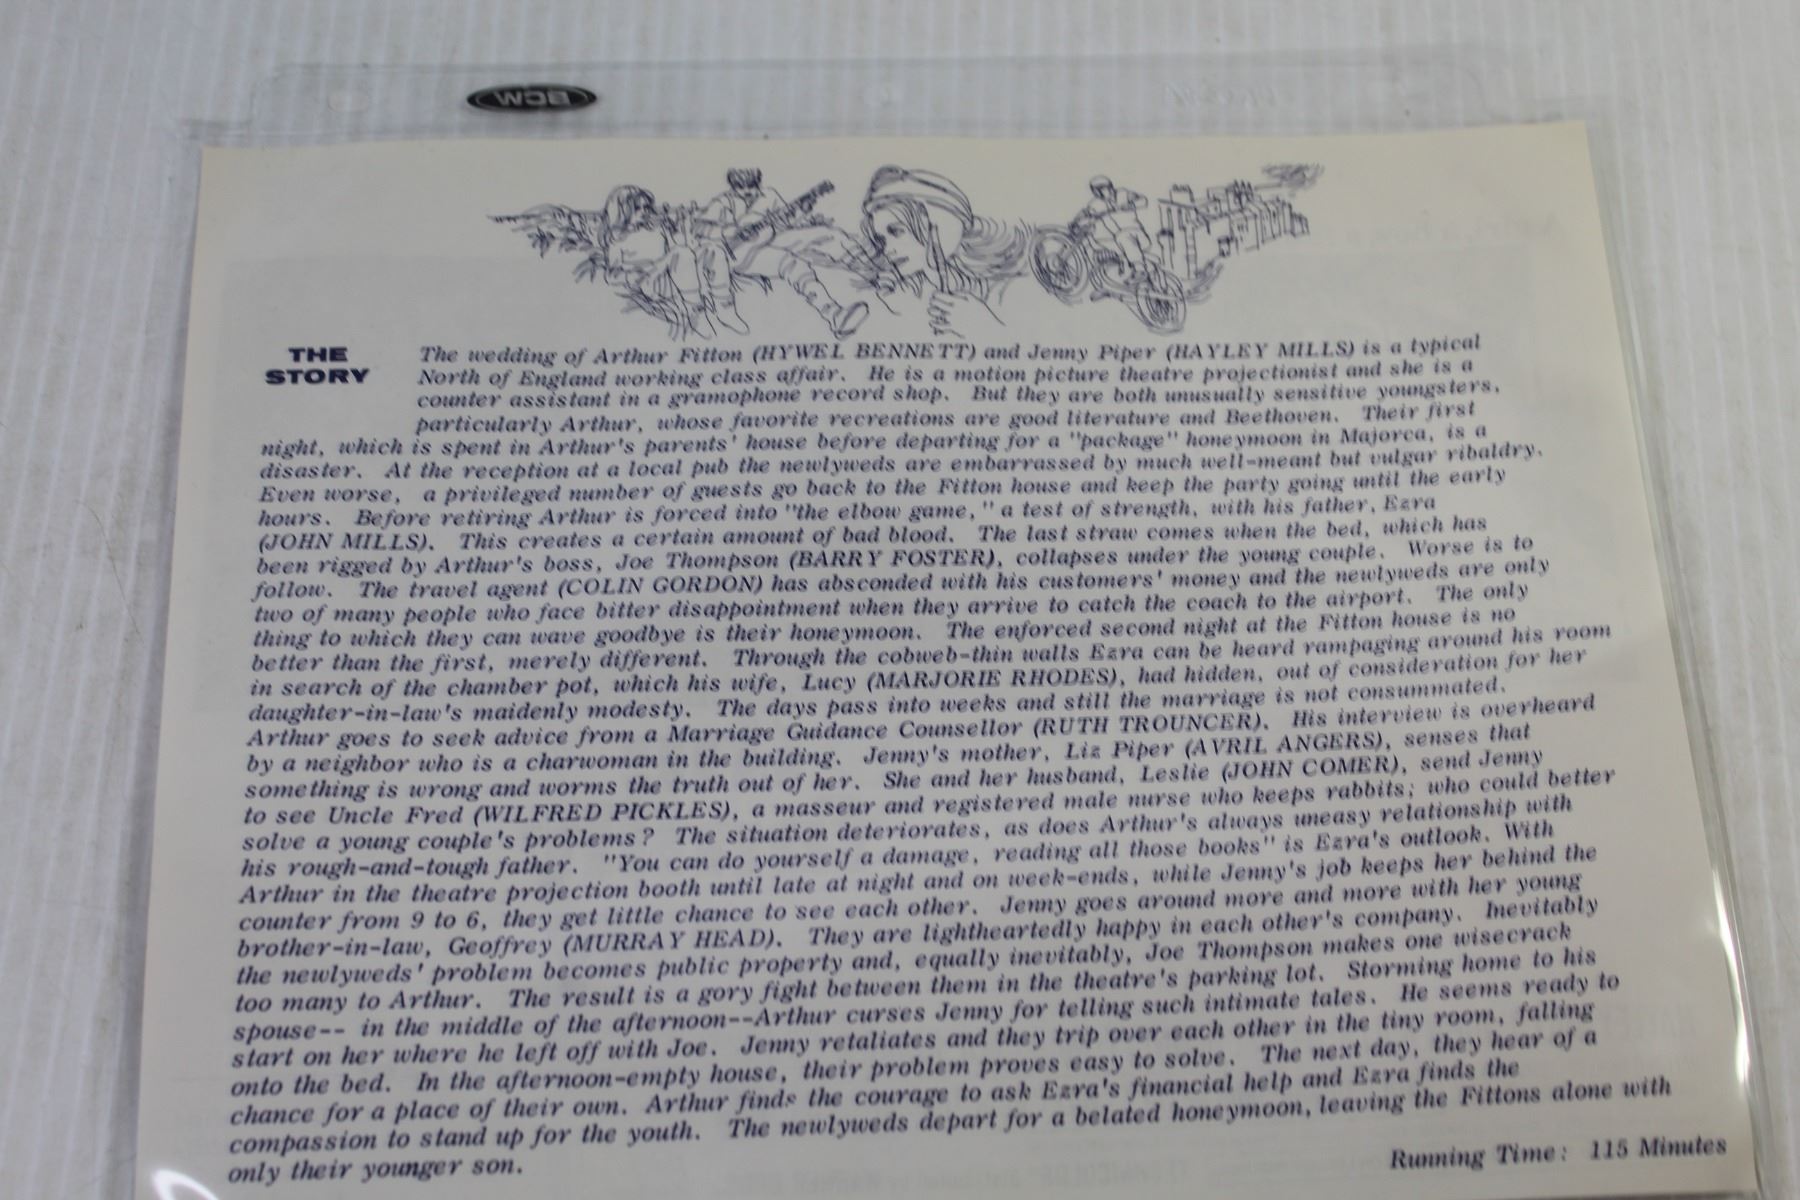 BCW
THE
STORY
The wedding of Arthur Fitton (HYWEL BENNETT) and Jenny Piper (HAYLEY MILLS) is a typical
North of England working class affair. He is a motion picture theatre projectionist and she is a
counter assistant in a gramophone record shop. But they are both unusually sensitive youngsters,
particularly Arthur, whose favorite recreations are good literature and Beethoven. Their first
night, which is spent in Arthur's parents' house before departing for a "package" honeymoon in Majorca, is a
disaster. At the reception at a local pub the newlyweds are embarrassed by much well-meant but vulgar ribaldry.
Even worse, a privileged number of guests go back to the Fitton house and keep the party going until the early
hours. Before retiring Arthur is forced into "the elbow game," a test of strength, with his father, Ezra
(JOHN MILLS). This creates a certain amount of bad blood. The last straw comes when the bed, which has
been rigged by Arthur's boss, Joe Thompson (BARRY FOSTER), collapses under the young couple. Worse is to
follow. The travel agent (COLIN GORDON) has absconded with his customers' money and the newlyweds are only
two of many people who face bitter disappointment when they arrive to catch the coach to the airport. The only
thing to which they can wave goodbye is their honeymoon. The enforced second night at the Fitton house is no
better than the first, merely different. Through the cobweb-thin walls Ezra can be heard rampaging around his room
in search of the chamber pot, which his wife, Lucy (MARJORIE RHODES), had hidden, out of consideration for her
daughter-in-law's maidenly modesty. The days pass into weeks and still the marriage is not consummated.
Arthur goes to seek advice from a Marriage Guidance Counsellor (RUTH TROUNCER). His interview is overheard
by a neighbor who is a charwoman in the building. Jenny's mother, Liz Piper (AVRIL ANGERS), senses that
something is wrong and worms the truth out of her. She and her husband, Leslie (JOHN COMER), send Jenny
to see Uncle Fred (WILFRED PICKLES), a masseur and registered male nurse who keeps rabbits; who could better
solve a young couple's problems? The situation deteriorates, as does Arthur's always uneasy relationship with
his rough-and-tough father. "You can do yourself a damage, reading all those books" is Ezra's outlook. With
Arthur in the theatre projection booth until late at night and on week-ends, while Jenny's job keeps her behind the
counter from 9 to 6, they get little chance to see each other. Jenny goes around more and more with her young
brother-in-law, Geoffrey (MURRAY HEAD). They are lightheartedly happy in each other's company. Inevitably
the newlyweds' problem becomes public property and, equally inevitably, Joe Thompson makes one wisecrack
too many to Arthur. The result is a gory fight between them in the theatre's parking lot. Storming home to his
spouse-- in the middle of the afternoon--Arthur curses Jenny for telling such intimate tales. He seems ready to
start on her where he left off with Joe. Jenny retaliates and they trip over each other in the tiny room, falling
onto the bed. In the afternoon-empty house, their problem proves easy to solve. The next day, they hear of a
chance for a place of their own. Arthur finds the courage to ask Ezra's financial help and Ezra finds the
compassion to stand up for the youth. The newlyweds depart for a belated honeymoon, leaving the Fittons alone with
only their younger son.
Running Time: 115 Minutes